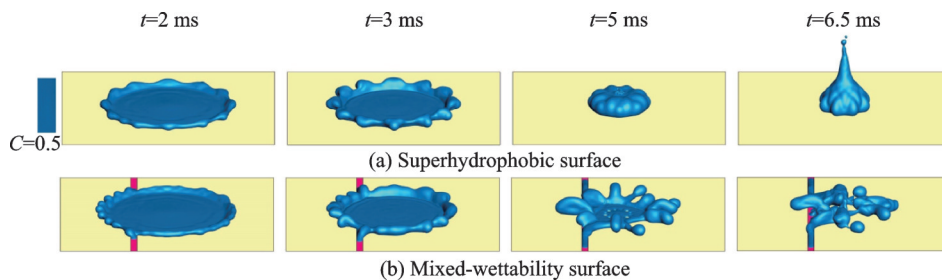 t=2 ms t=3 ms t=5 ms t=6.5 ms
C=0.5
(a) Superhydrophobic surface
(b) Mixed-wettability surface